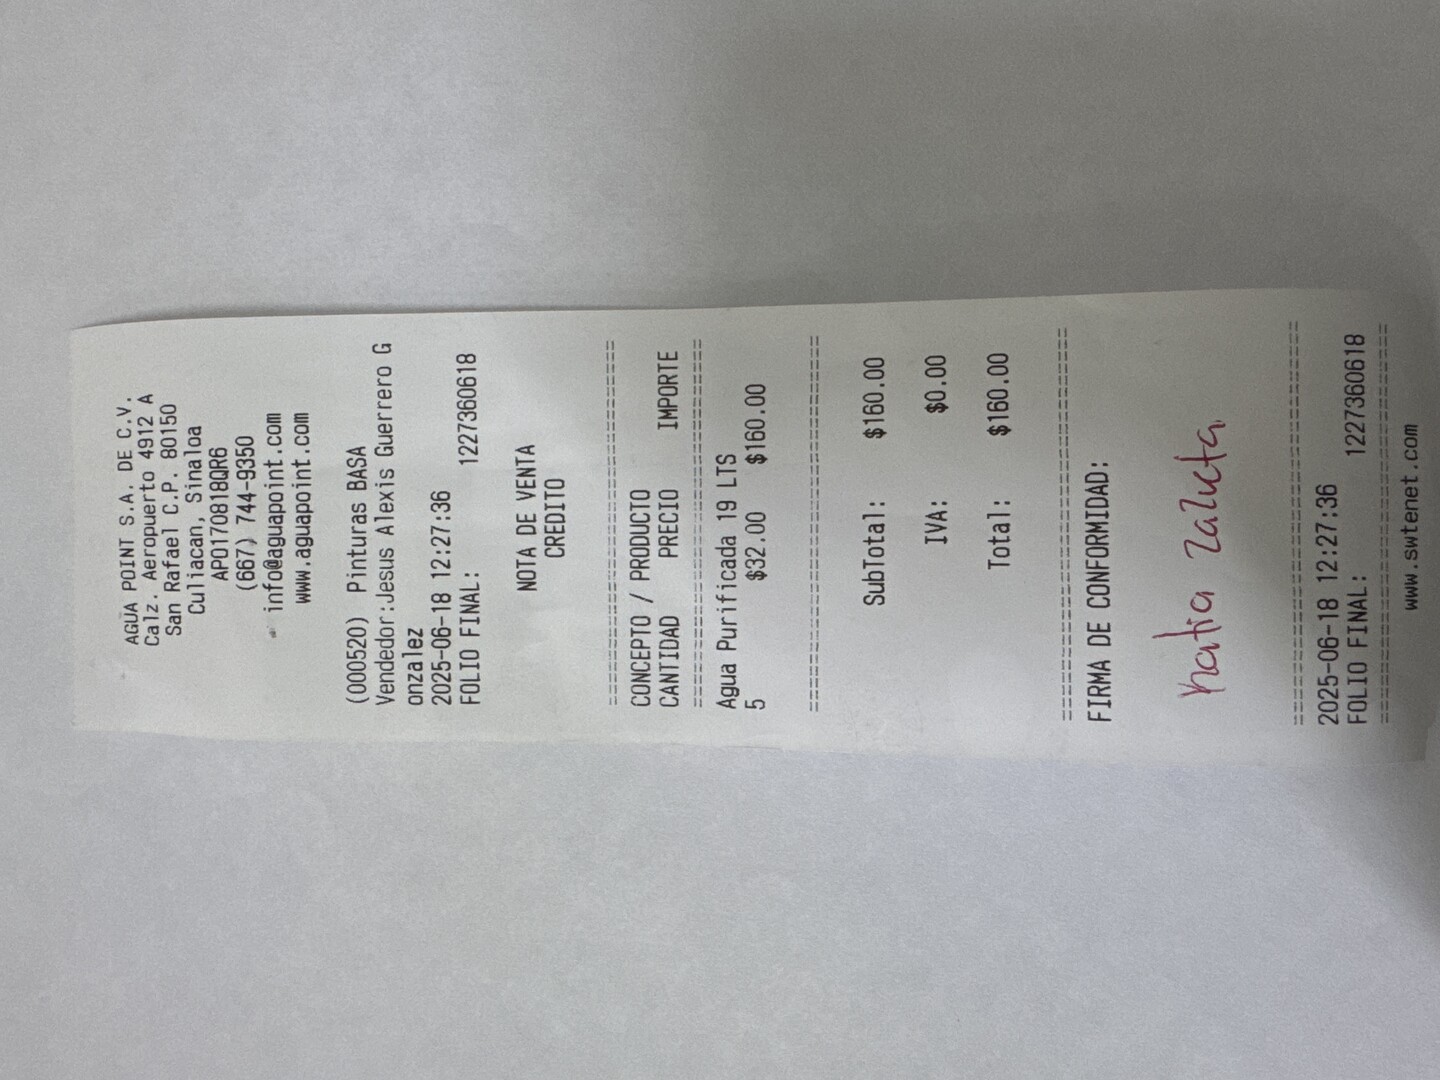 AGUA POINT S.A. DE C.V.
Calz. Aeropuerto 4912 A
San Rafael C.P. 80150
Culiacan, Sinaloa
APO170818QR6
(667) 744-9350
info@aguapoint.com
www.aguapoint.com
(000520) Pinturas BASA
Vendedor:Jesus Alexis Guerrero G
onzalez
2025-06-18 12:27:36
FOLIO FINAL: 1227360618
NOTA DE VENTA
CREDITO
================================
CONCEPTO / PRODUCTO
CANTIDAD PRECIO IMPORTE
================================
Agua Purificada 19 LTS
5 $32.00 $160.00
================================
SubTotal: $160.00
IVA: $0.00
Total: $160.00
================================
FIRMA DE CONFORMIDAD:
Katia Zazueta
================================
2025-06-18 12:27:36
FOLIO FINAL: 1227360618
================================
www.swtenet.com